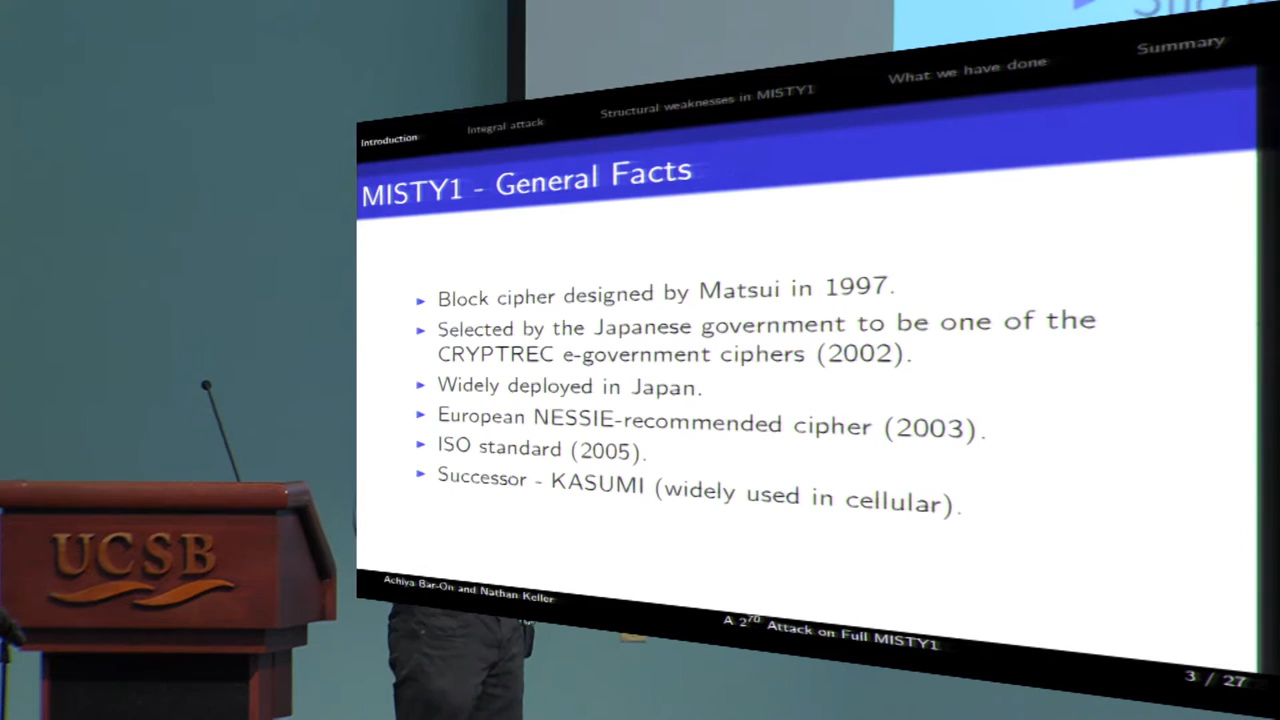 Introduction
Integral attack
Structural weaknesses in MISTY1
What we have done
Summary
MISTY1 - General Facts
Block cipher designed by Matsui in 1997.
Selected by the Japanese government to be one of the
CRYPTREC e-government ciphers (2002).
Widely deployed in Japan.
European NESSIE-recommended cipher (2003).
ISO standard (2005).
Successor - KASUMI (widely used in cellular).
Achiya Bar-On and Nathan Keller
A 2^70 Attack on Full MISTY1
3 / 27
UCSB